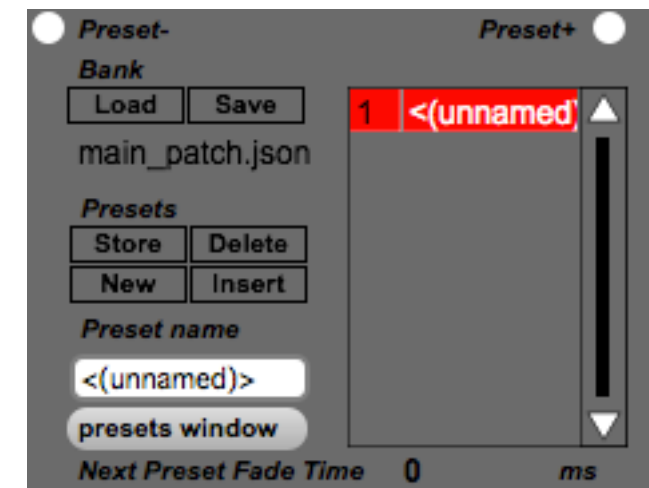 Preset- Preset+
Bank
Load Save
1 <(unnamed)
main_patch.json
Presets
Store Delete
New Insert
Preset name
<(unnamed)>
presets window
Next Preset Fade Time 0 ms